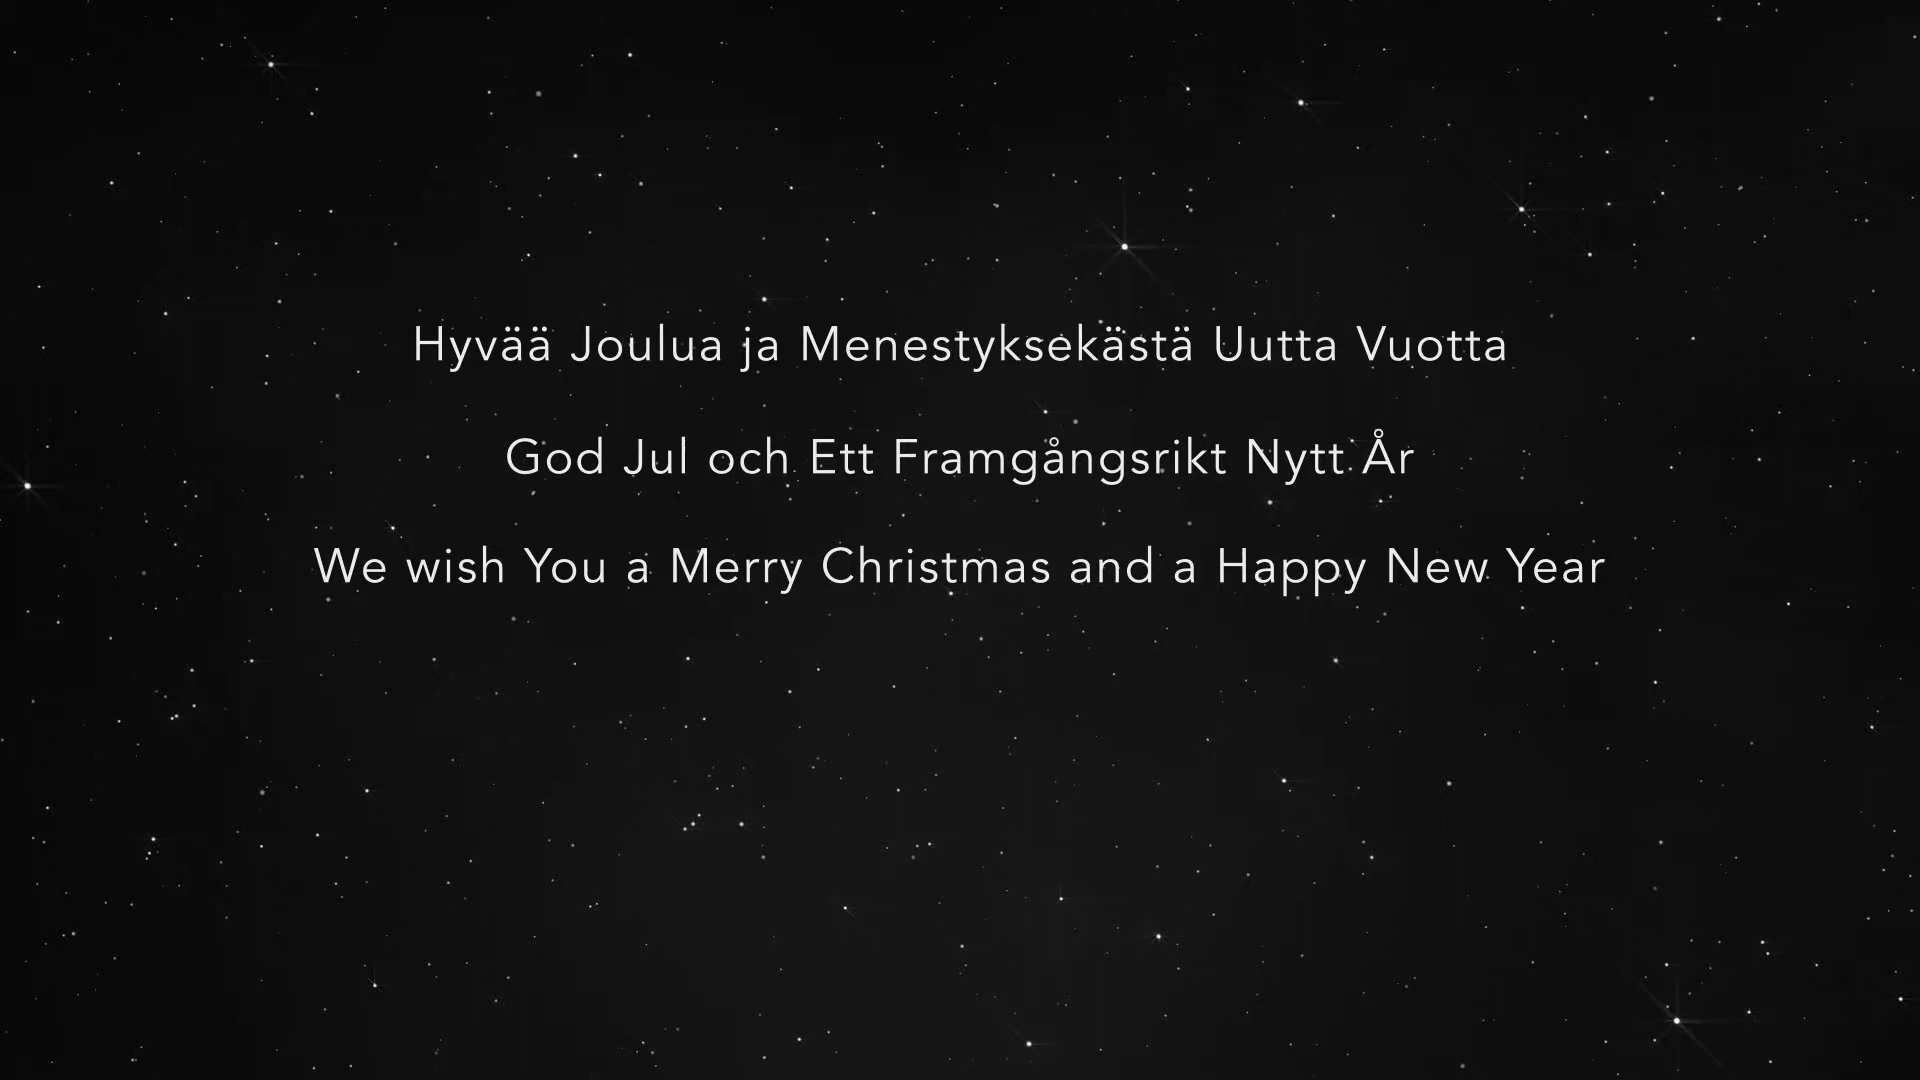 Hyvää Joulua ja Menestyksekästä Uutta Vuotta
God Jul och Ett Framgångsrikt Nytt År
We wish You a Merry Christmas and a Happy New Year